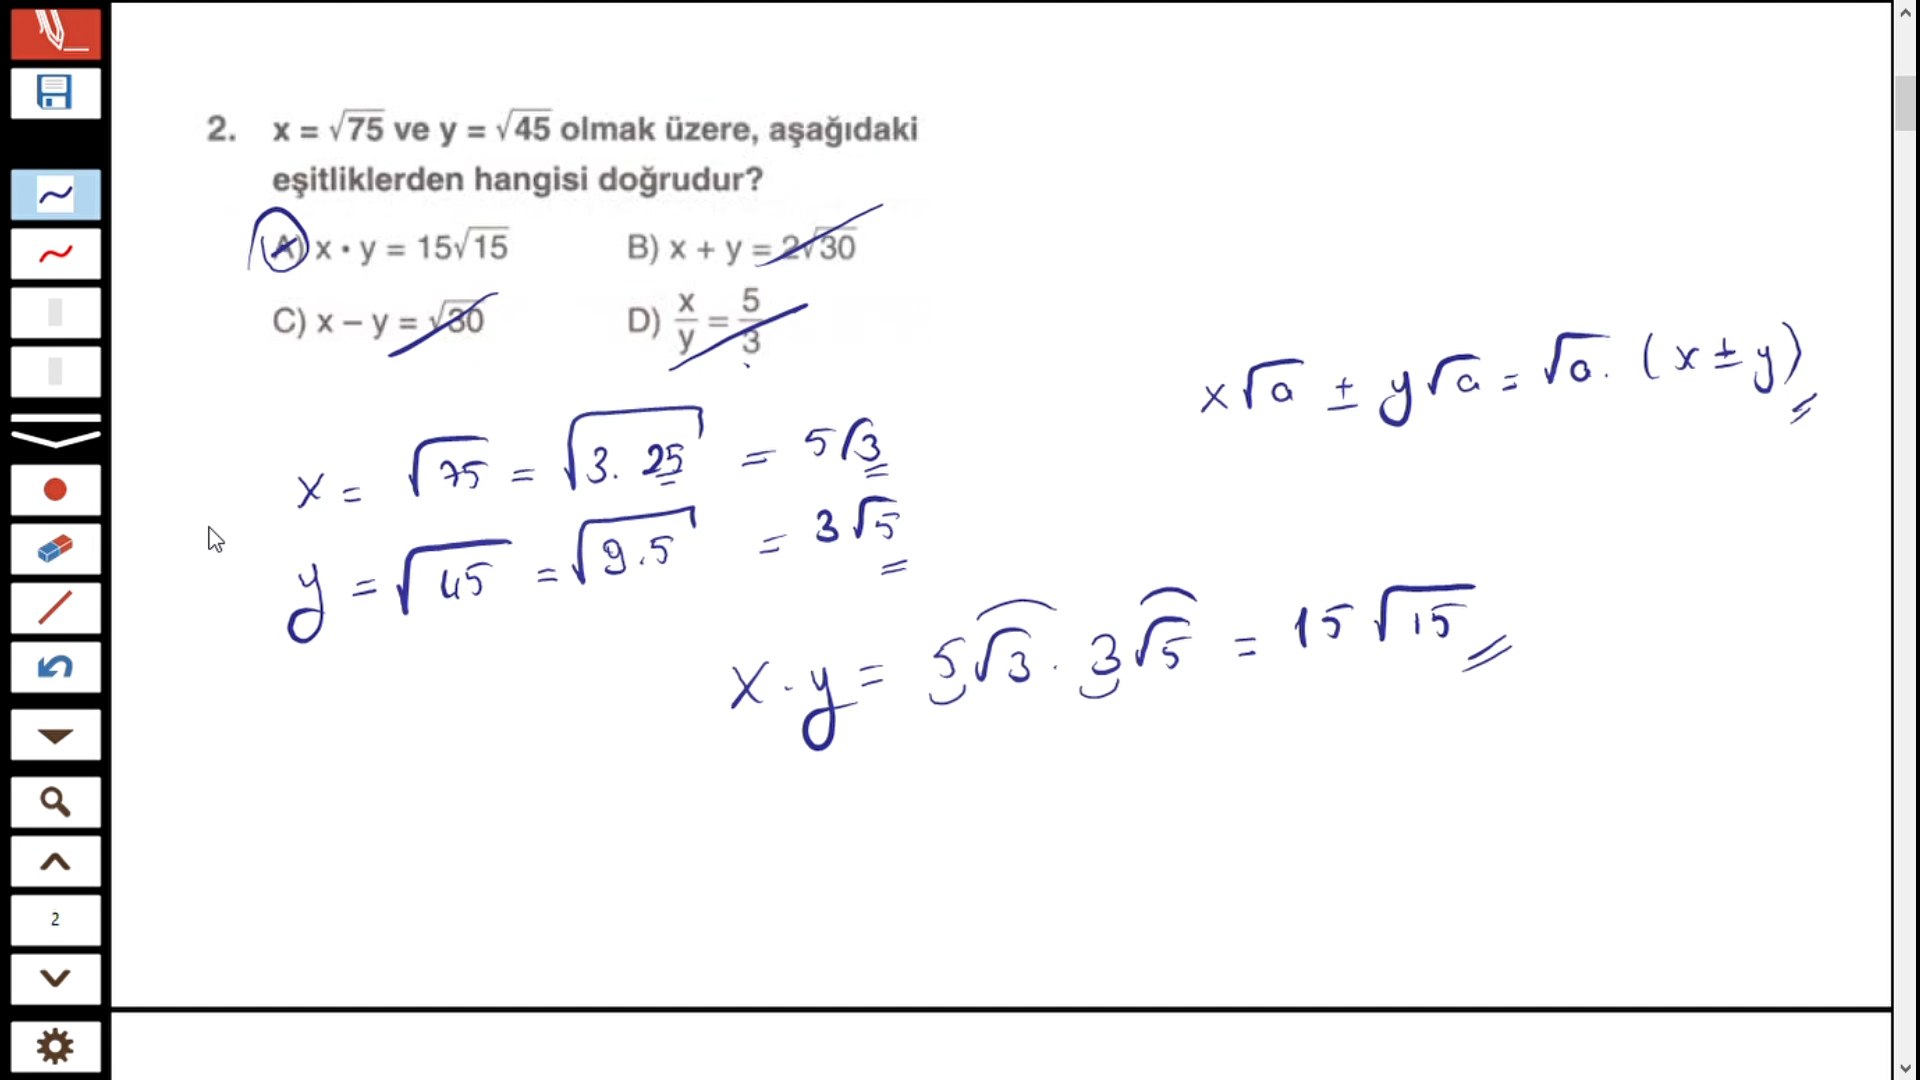 2. x = √75 ve y = √45 olmak üzere, aşağıdaki
eşitliklerden hangisi doğrudur?
A) x · y = 15√15 B) x + y = 2√30
C) x – y = √30 D) x/y = 5/3
x√a ± y√a = √a · (x ± y)
x = √75 = √3.25 = 5√3
y = √45 = √9.5 = 3√5
x · y = 5√3 · 3√5 = 15√15
2